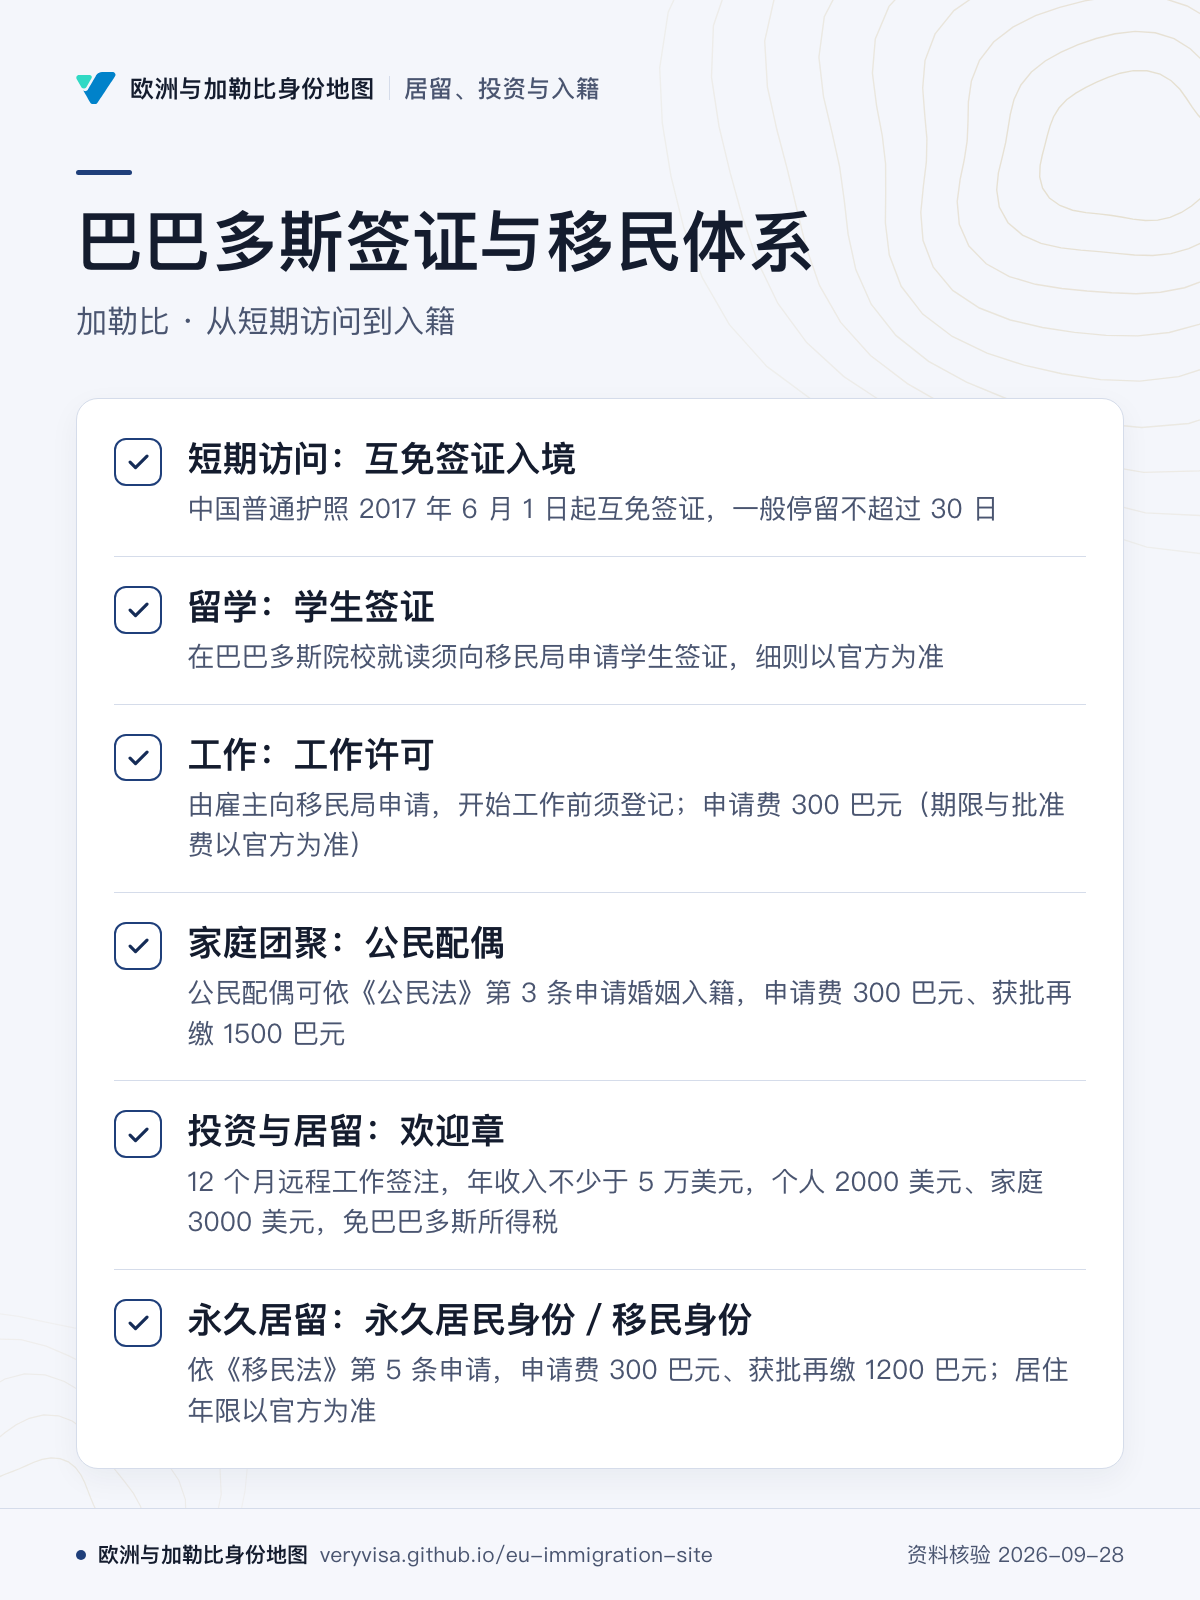 欧洲与加勒比身份地图 居留、投资与入籍
巴巴多斯签证与移民体系
加勒比 · 从短期访问到入籍
短期访问：互免签证入境
中国普通护照 2017 年 6 月 1 日起互免签证，一般停留不超过 30 日
留学：学生签证
在巴巴多斯院校就读须向移民局申请学生签证，细则以官方为准
工作：工作许可
由雇主向移民局申请，开始工作前须登记；申请费 300 巴元（期限与批准
费以官方为准）
家庭团聚：公民配偶
公民配偶可依《公民法》第 3 条申请婚姻入籍，申请费 300 巴元、获批再
缴 1500 巴元
投资与居留：欢迎章
12 个月远程工作签注，年收入不少于 5 万美元，个人 2000 美元、家庭
3000 美元，免巴巴多斯所得税
永久居留：永久居民身份 / 移民身份
依《移民法》第 5 条申请，申请费 300 巴元、获批再缴 1200 巴元；居住
年限以官方为准
欧洲与加勒比身份地图 veryvisa.github.io/eu-immigration-site 资料核验 2026-09-28